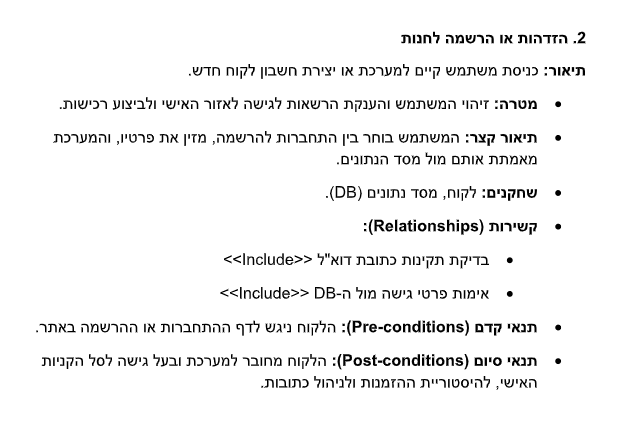 2. הזדהות או הרשמה לחנות
תיאור: כניסת משתמש קיים למערכת או יצירת חשבון לקוח חדש.
• מטרה: זיהוי המשתמש והענקת הרשאות לגישה לאזור האישי ולביצוע רכישות.
• תיאור קצר: המשתמש בוחר בין התחברות להרשמה, מזין את פרטיו, והמערכת
מאמתת אותם מול מסד הנתונים.
• שחקנים: לקוח, מסד נתונים (DB).
• קשירות (Relationships):
• בדיקת תקינות כתובת דוא"ל <<Include>>
• אימות פרטי גישה מול ה-DB <<Include>>
• תנאי קדם (Pre-conditions): הלקוח ניגש לדף ההתחברות או ההרשמה באתר.
• תנאי סיום (Post-conditions): הלקוח מחובר למערכת ובעל גישה לסל הקניות
האישי, להיסטוריית ההזמנות ולניהול כתובות.